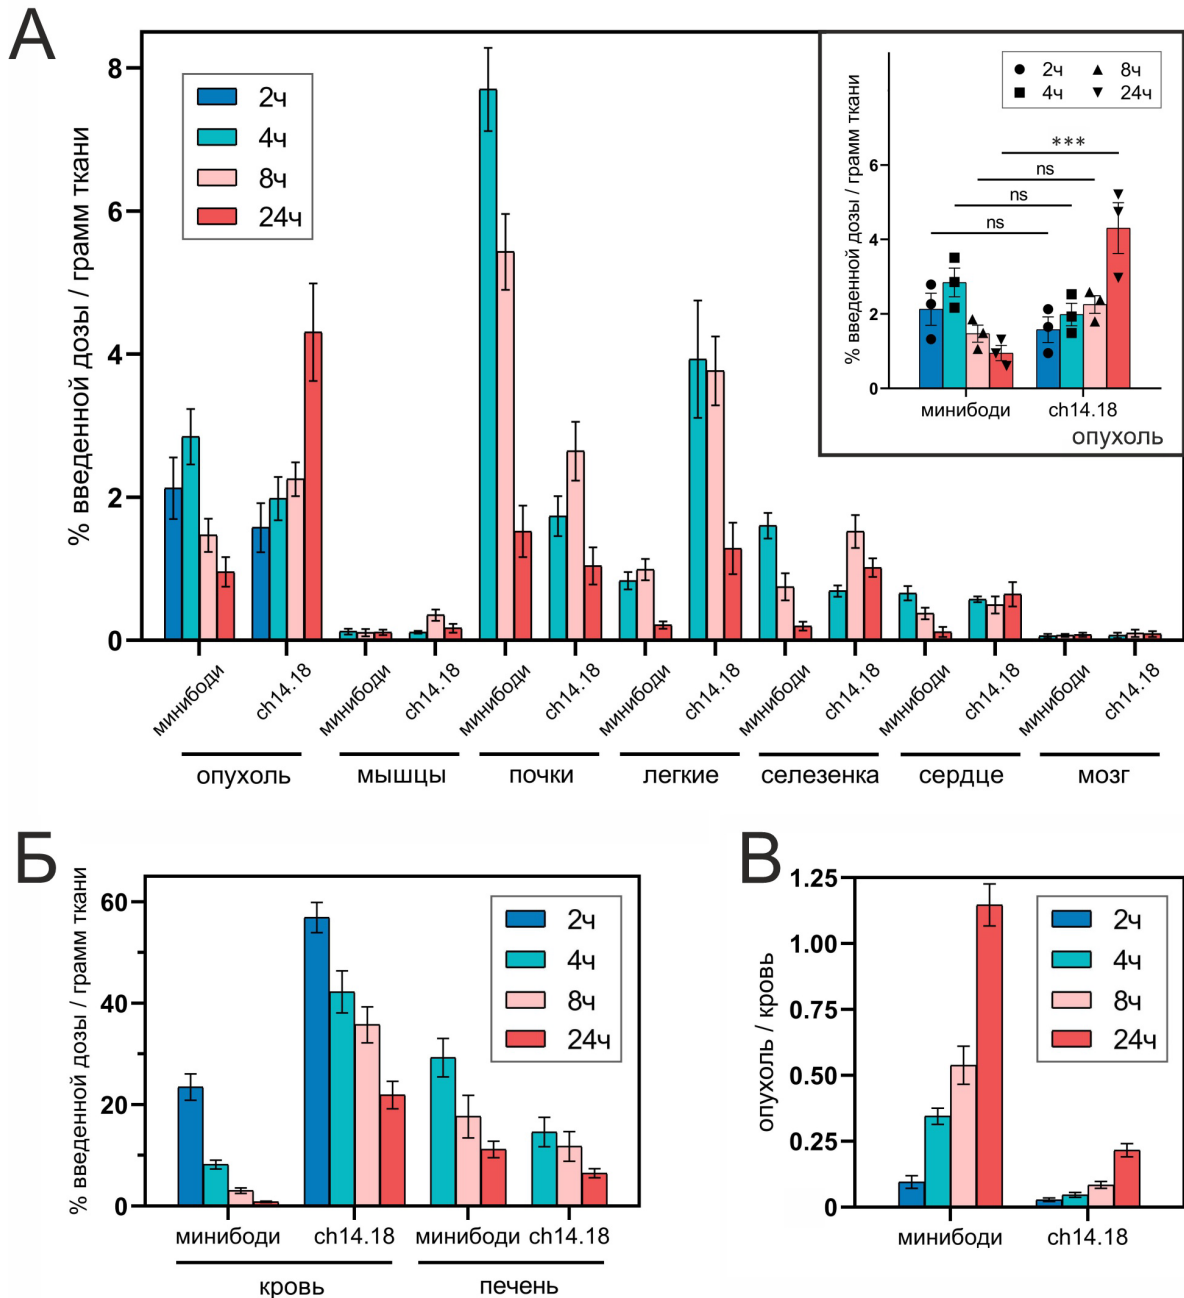 А
% введенной дозы / грамм ткани
8
6
4
2
0
2ч
4ч
8ч
24ч
% введенной дозы / грамм ткани
6
4
2
0
2ч
8ч
4ч
24ч
***
ns
ns
ns
минибоди
ch14.18
опухоль
минибоди
ch14.18
минибоди
ch14.18
минибоди
ch14.18
минибоди
ch14.18
минибоди
ch14.18
минибоди
ch14.18
минибоди
ch14.18
опухоль
мышцы
почки
легкие
селезенка
сердце
мозг
Б
% введенной дозы / грамм ткани
60
40
20
0
2ч
4ч
8ч
24ч
минибоди
ch14.18
минибоди
ch14.18
кровь
печень
В
опухоль / кровь
1.25
1.00
0.75
0.50
0.25
0
2ч
4ч
8ч
24ч
минибоди
ch14.18